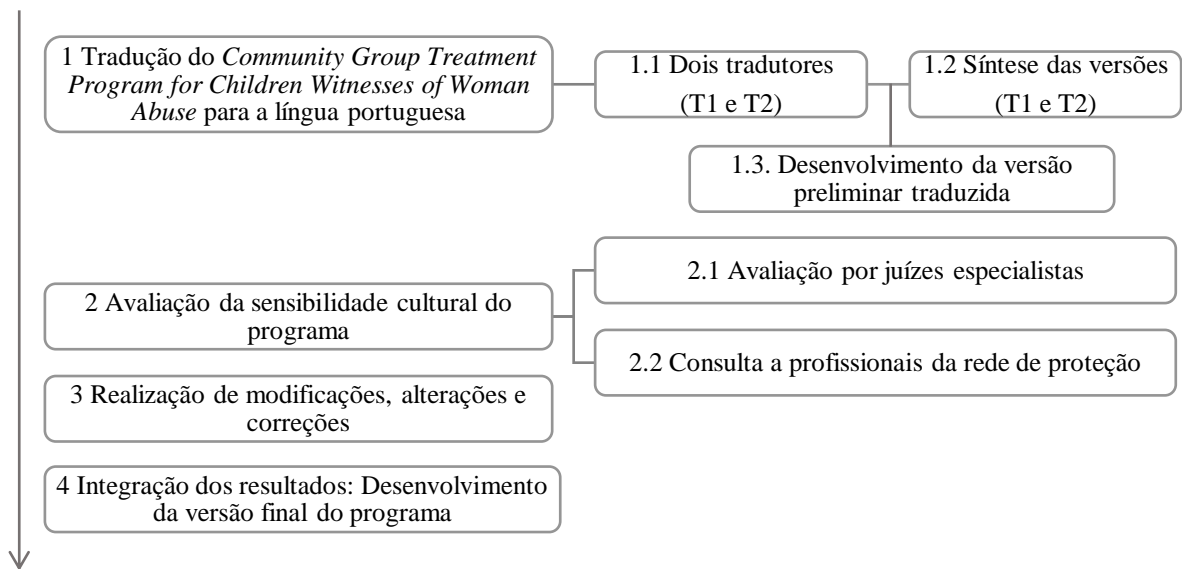 1 Tradução do Community Group Treatment
Program for Children Witnesses of Woman
Abuse para a língua portuguesa
1.1 Dois tradutores
(T1 e T2)
1.2 Síntese das versões
(T1 e T2)
1.3. Desenvolvimento da versão
preliminar traduzida
2 Avaliação da sensibilidade cultural do
programa
2.1 Avaliação por juízes especialistas
2.2 Consulta a profissionais da rede de proteção
3 Realização de modificações, alterações e
correções
4 Integração dos resultados: Desenvolvimento
da versão final do programa